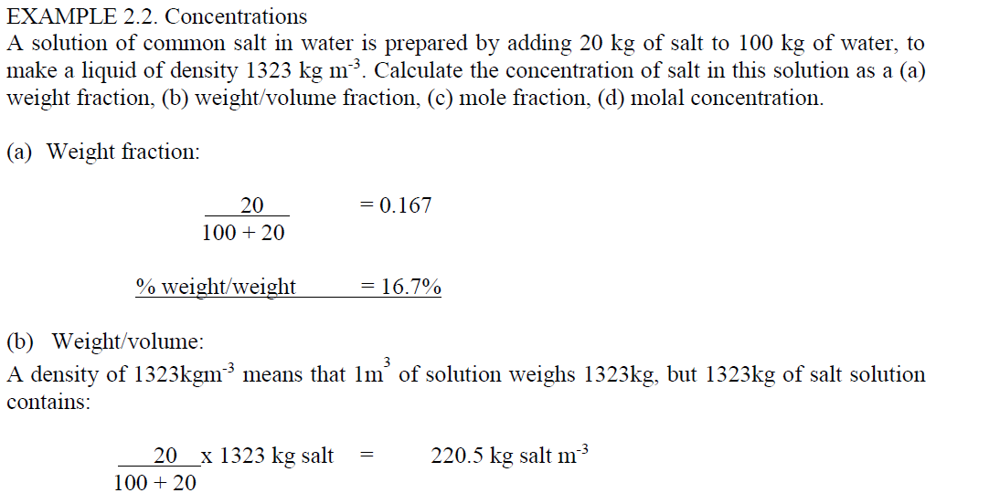 EXAMPLE 2.2. Concentrations
A solution of common salt in water is prepared by adding 20 kg of salt to 100 kg of water, to
make a liquid of density 1323 kg m⁻³. Calculate the concentration of salt in this solution as a (a)
weight fraction, (b) weight/volume fraction, (c) mole fraction, (d) molal concentration.
(a) Weight fraction:
20 = 0.167
100 + 20
% weight/weight = 16.7%
(b) Weight/volume:
A density of 1323kgm⁻³ means that 1m³ of solution weighs 1323kg, but 1323kg of salt solution
contains:
20 x 1323 kg salt = 220.5 kg salt m⁻³
100 + 20